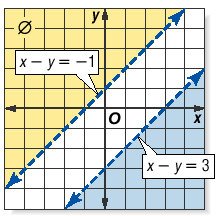 Ø
y
x − y = −1
O
x
x − y = 3